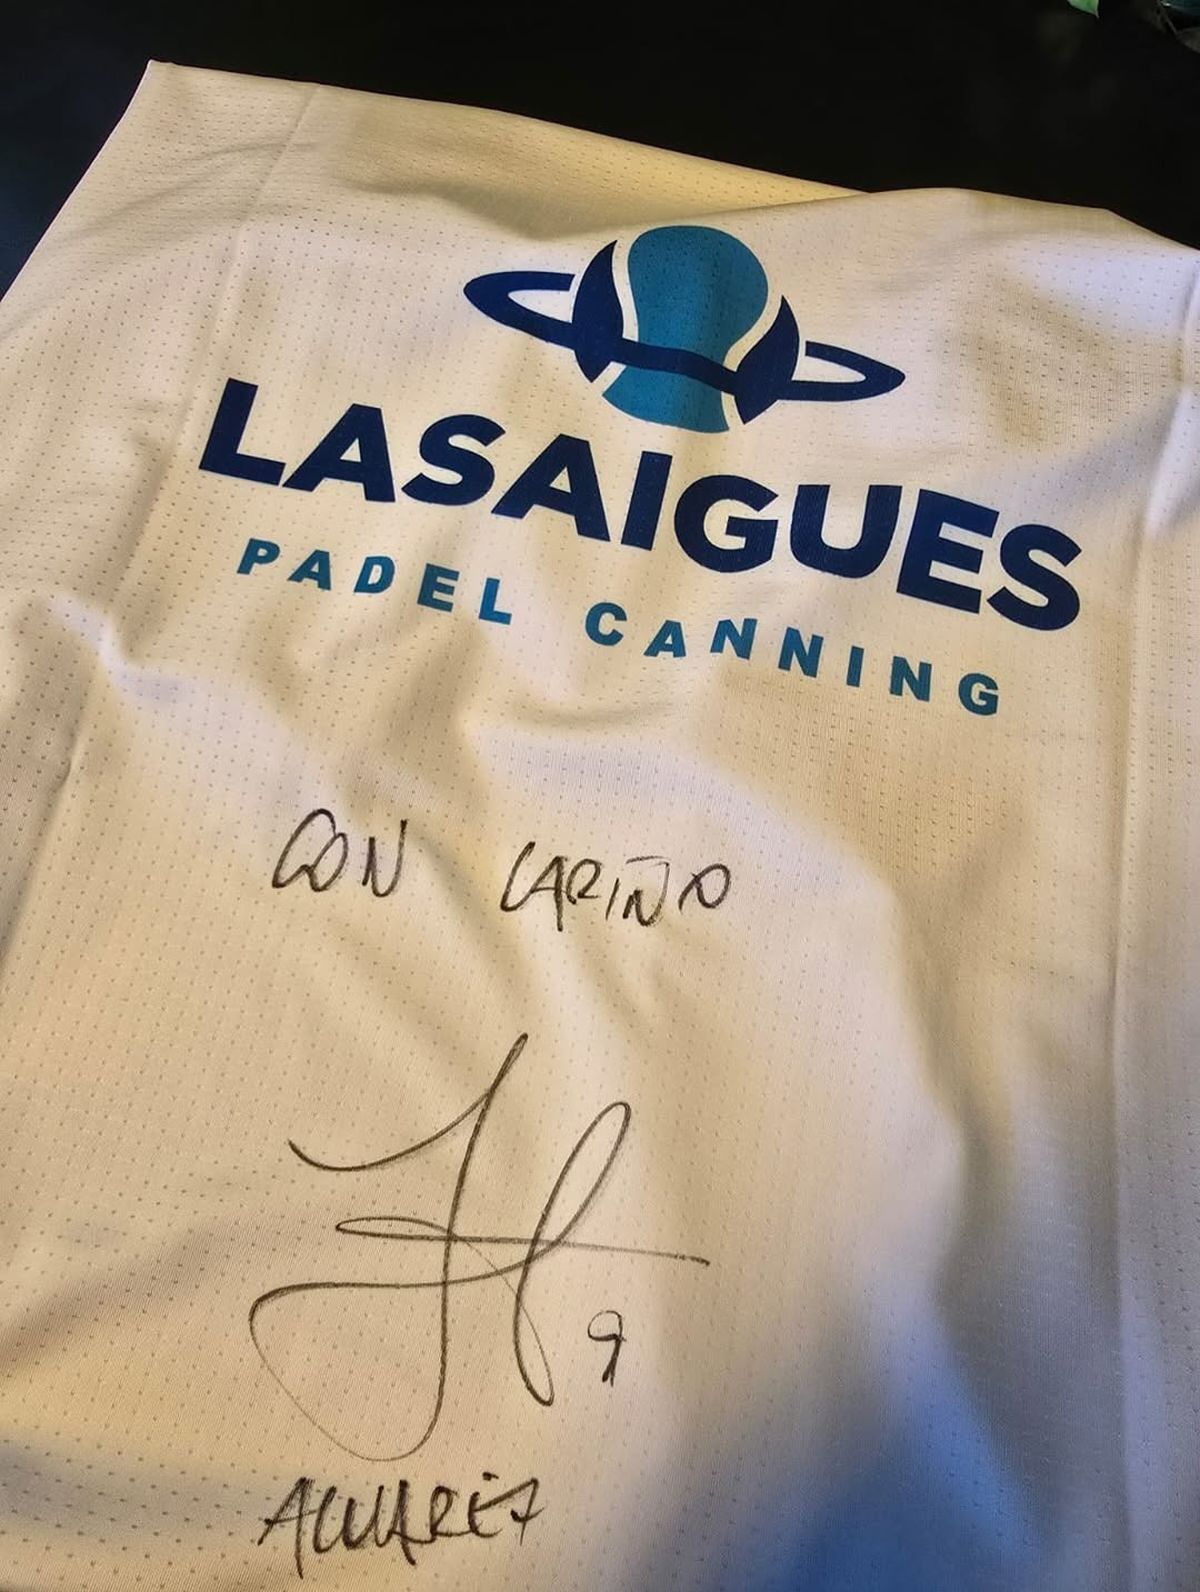 LASAIGUES
PADEL CANNING
CON CARIÑO
9
ALVAREZ